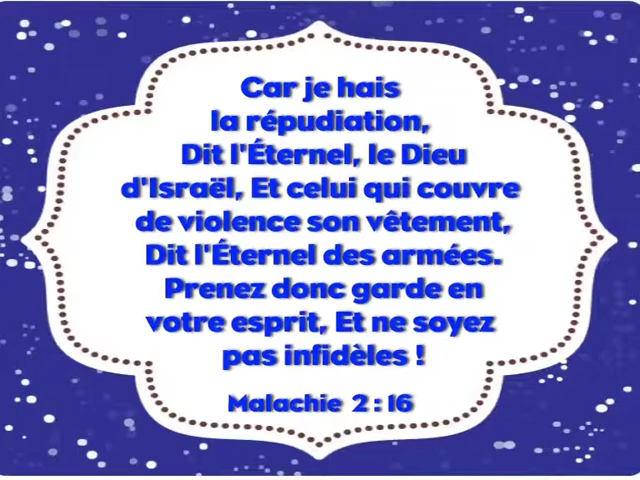 Car je hais
la répudiation,
Dit l'Éternel, le Dieu
d'Israël, Et celui qui couvre
de violence son vêtement,
Dit l'Éternel des armées.
Prenez donc garde en
votre esprit, Et ne soyez
pas infidèles !
Malachie 2 : 16